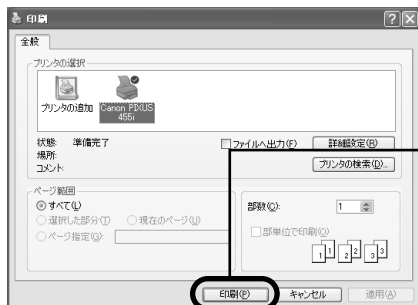 印刷
全般
プリンタの選択
プリンタの追加
Canon PIXUS 455i
状態: 準備完了
場所:
コメント:
ファイルへ出力(F)
詳細設定(R)
プリンタの検索(D)...
ページ範囲
すべて(L)
選択した部分(T)
現在のページ(U)
ページ指定(G):
部数(C):
1
部単位で印刷(O)
1 1 2 2 3 3
印刷(P)
キャンセル
適用(A)